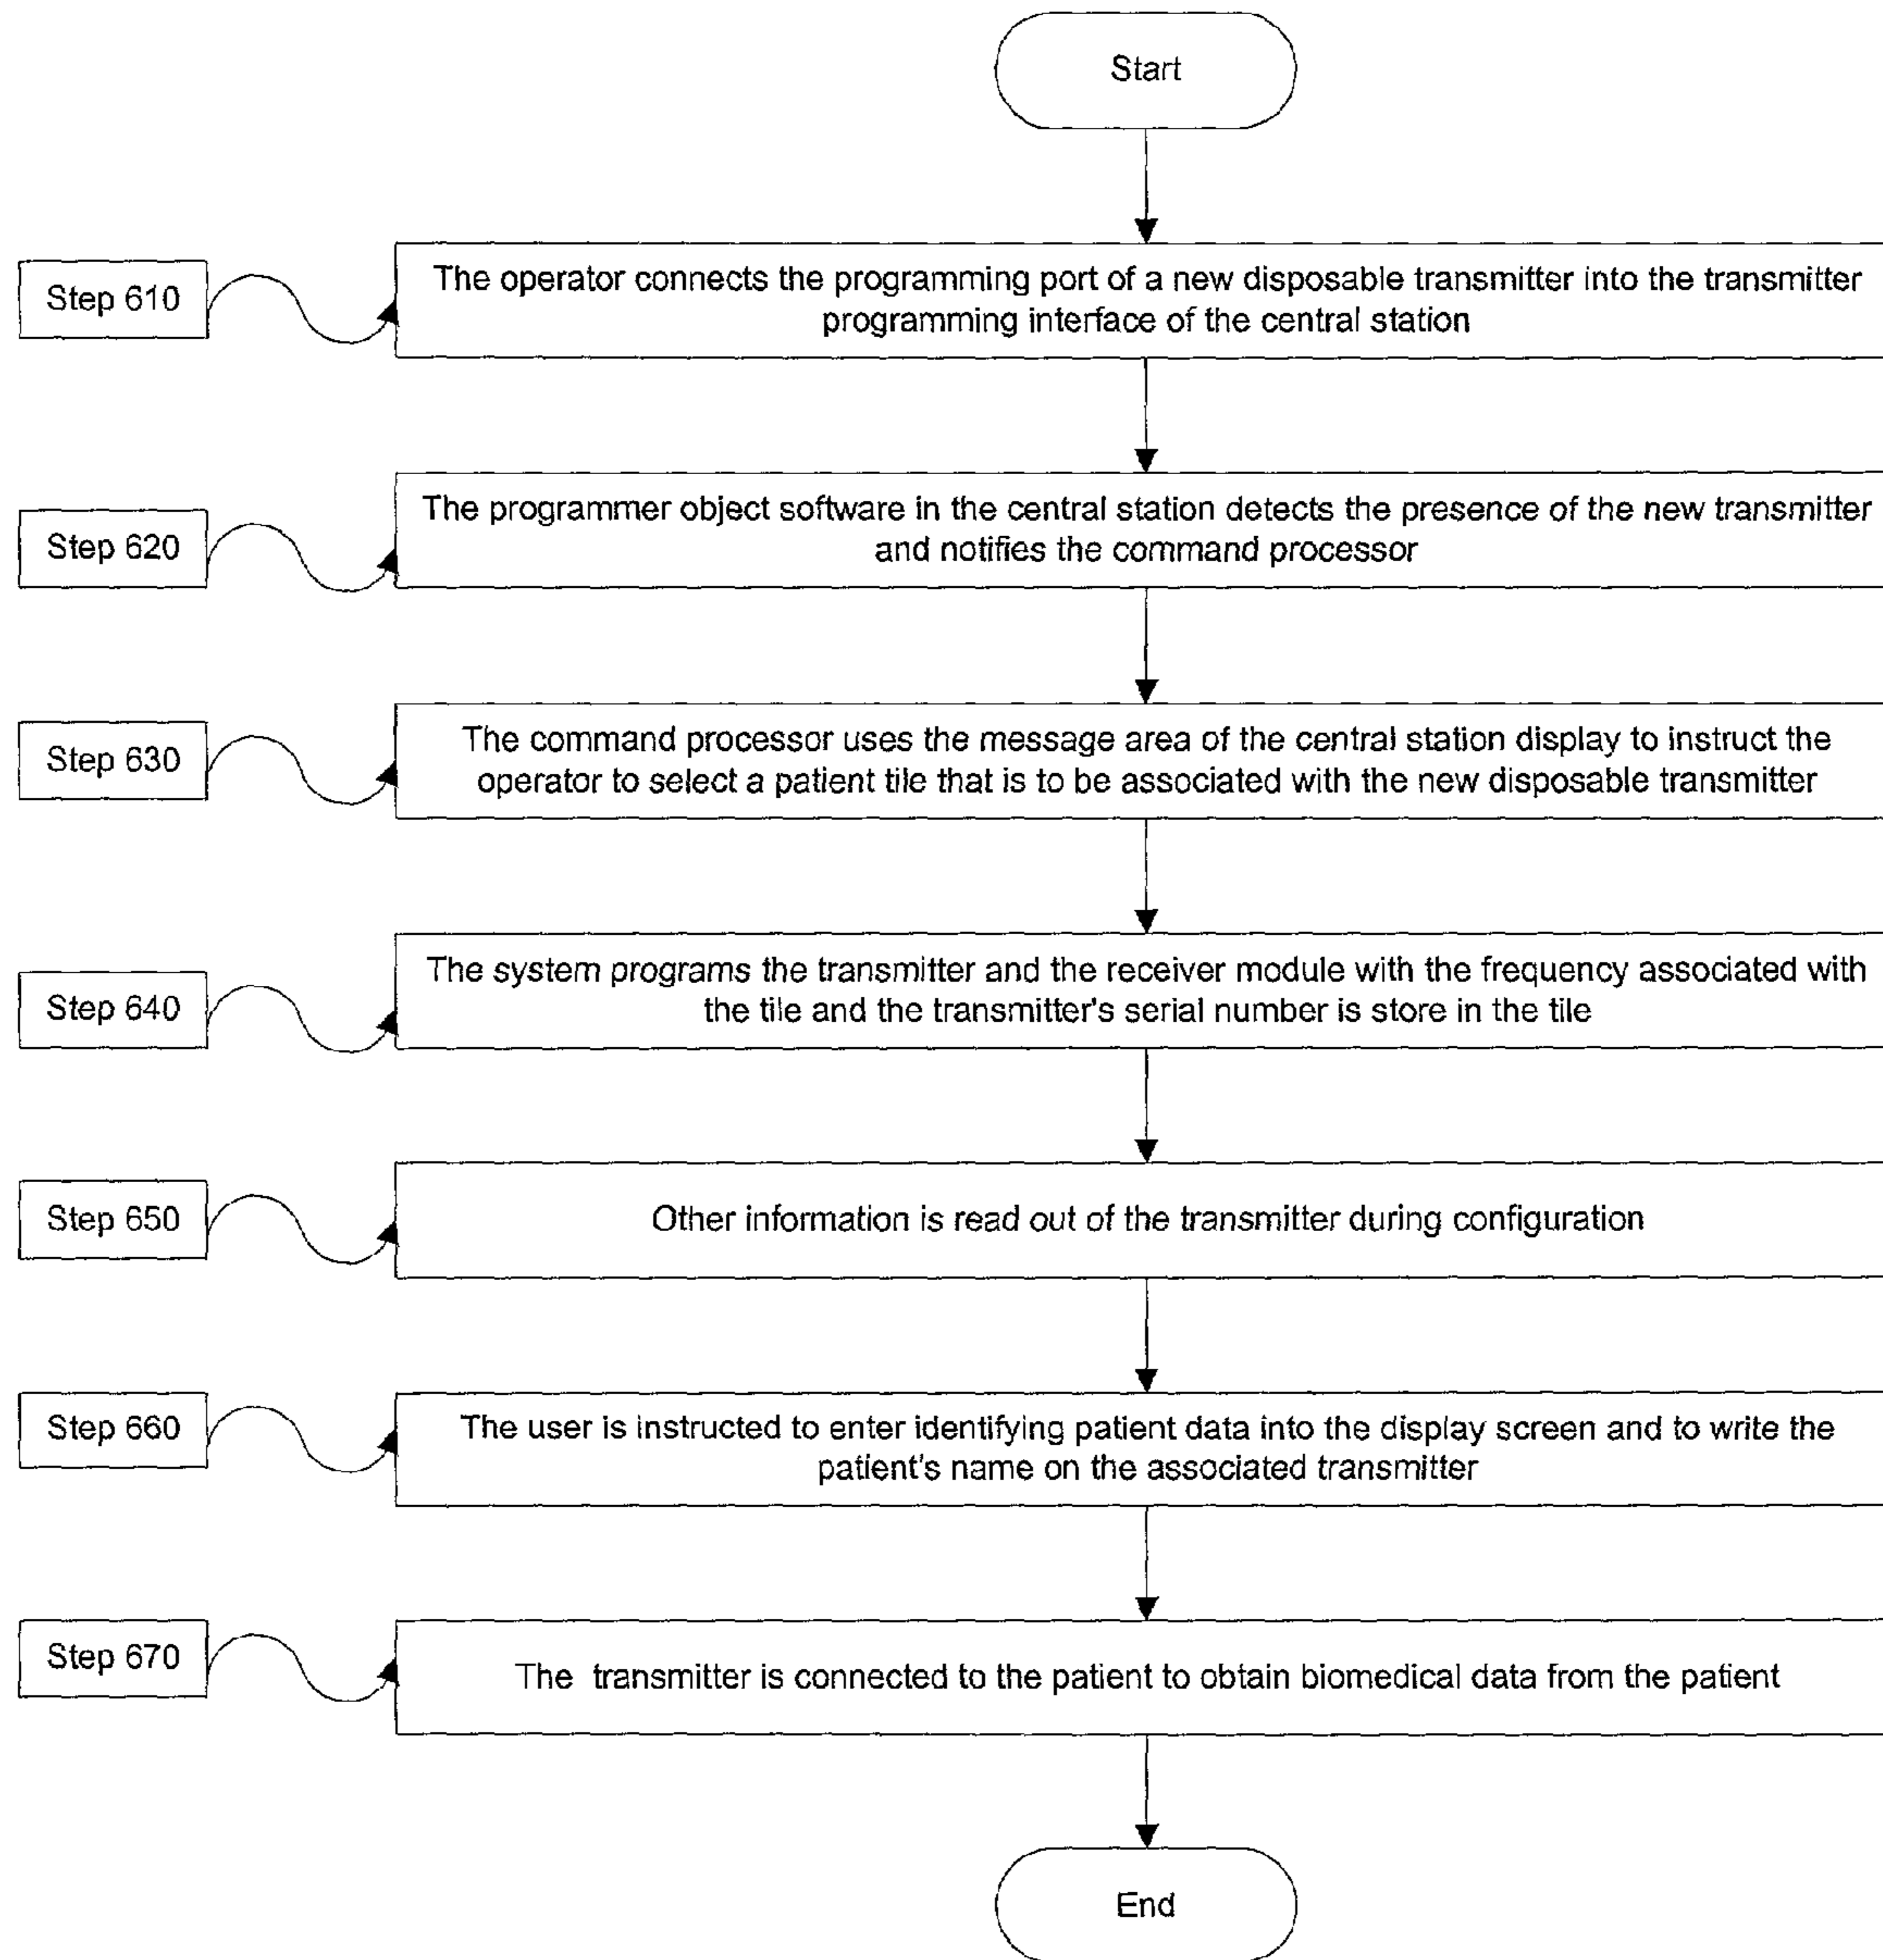 Start
Step 610
The operator connects the programming port of a new disposable transmitter into the transmitter
programming interface of the central station
Step 620
The programmer object software in the central station detects the presence of the new transmitter
and notifies the command processor
Step 630
The command processor uses the message area of the central station display to instruct the
operator to select a patient tile that is to be associated with the new disposable transmitter
Step 640
The system programs the transmitter and the receiver module with the frequency associated with
the tile and the transmitter's serial number is store in the tile
Step 650
Other information is read out of the transmitter during configuration
Step 660
The user is instructed to enter identifying patient data into the display screen and to write the
patient's name on the associated transmitter
Step 670
The transmitter is connected to the patient to obtain biomedical data from the patient
End